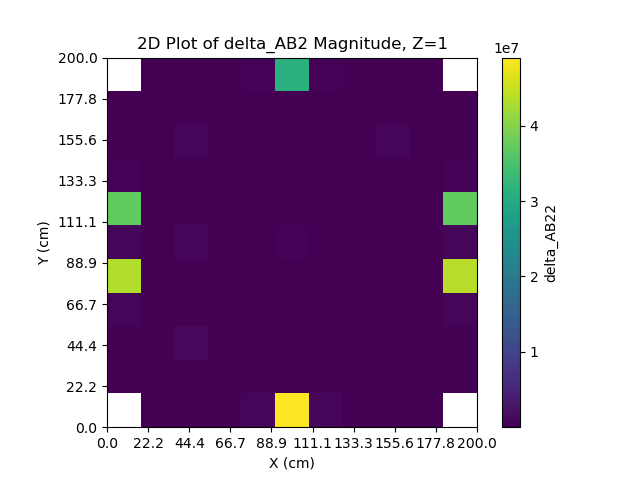 2D Plot of delta_AB2 Magnitude, Z=1
1e7
200.0
177.8
155.6
133.3
111.1
88.9
66.7
44.4
22.2
0.0
Y (cm)
0.0 22.2 44.4 66.7 88.9 111.1 133.3 155.6 177.8 200.0
X (cm)
4
3
2
1
delta_AB22